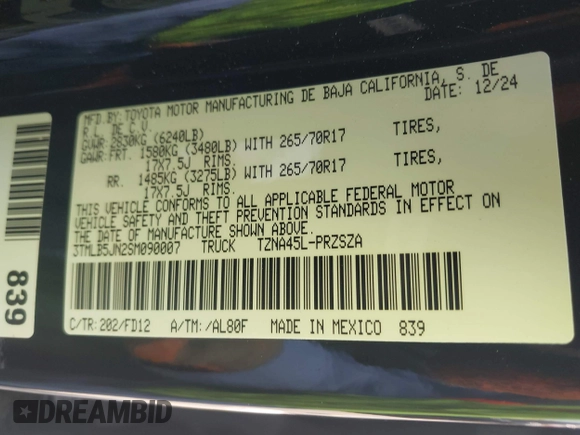 MFD.BY:TOYOTA MOTOR MANUFACTURING DE BAJA CALIFORNIA, S. DE
R L. DE C.V. DATE: 12/24
GVWR 2830KG (6240LB)
GAWR:FRT. 1580KG (3480LB) WITH 265/70R17 TIRES,
17X7.5J RIMS.
RR. 1485KG (3275LB) WITH 265/70R17 TIRES,
17X7.5J RIMS.
THIS VEHICLE CONFORMS TO ALL APPLICABLE FEDERAL MOTOR
VEHICLE SAFETY AND THEFT PREVENTION STANDARDS IN EFFECT ON
THE DATE OF MANUFACTURE SHOWN ABOVE.
3TMLB5JN2SM090007 TRUCK TZNA45L-PRZSZA
C/TR:202/FD12 A/TM:/AL80F MADE IN MEXICO 839
839
DREAMBID